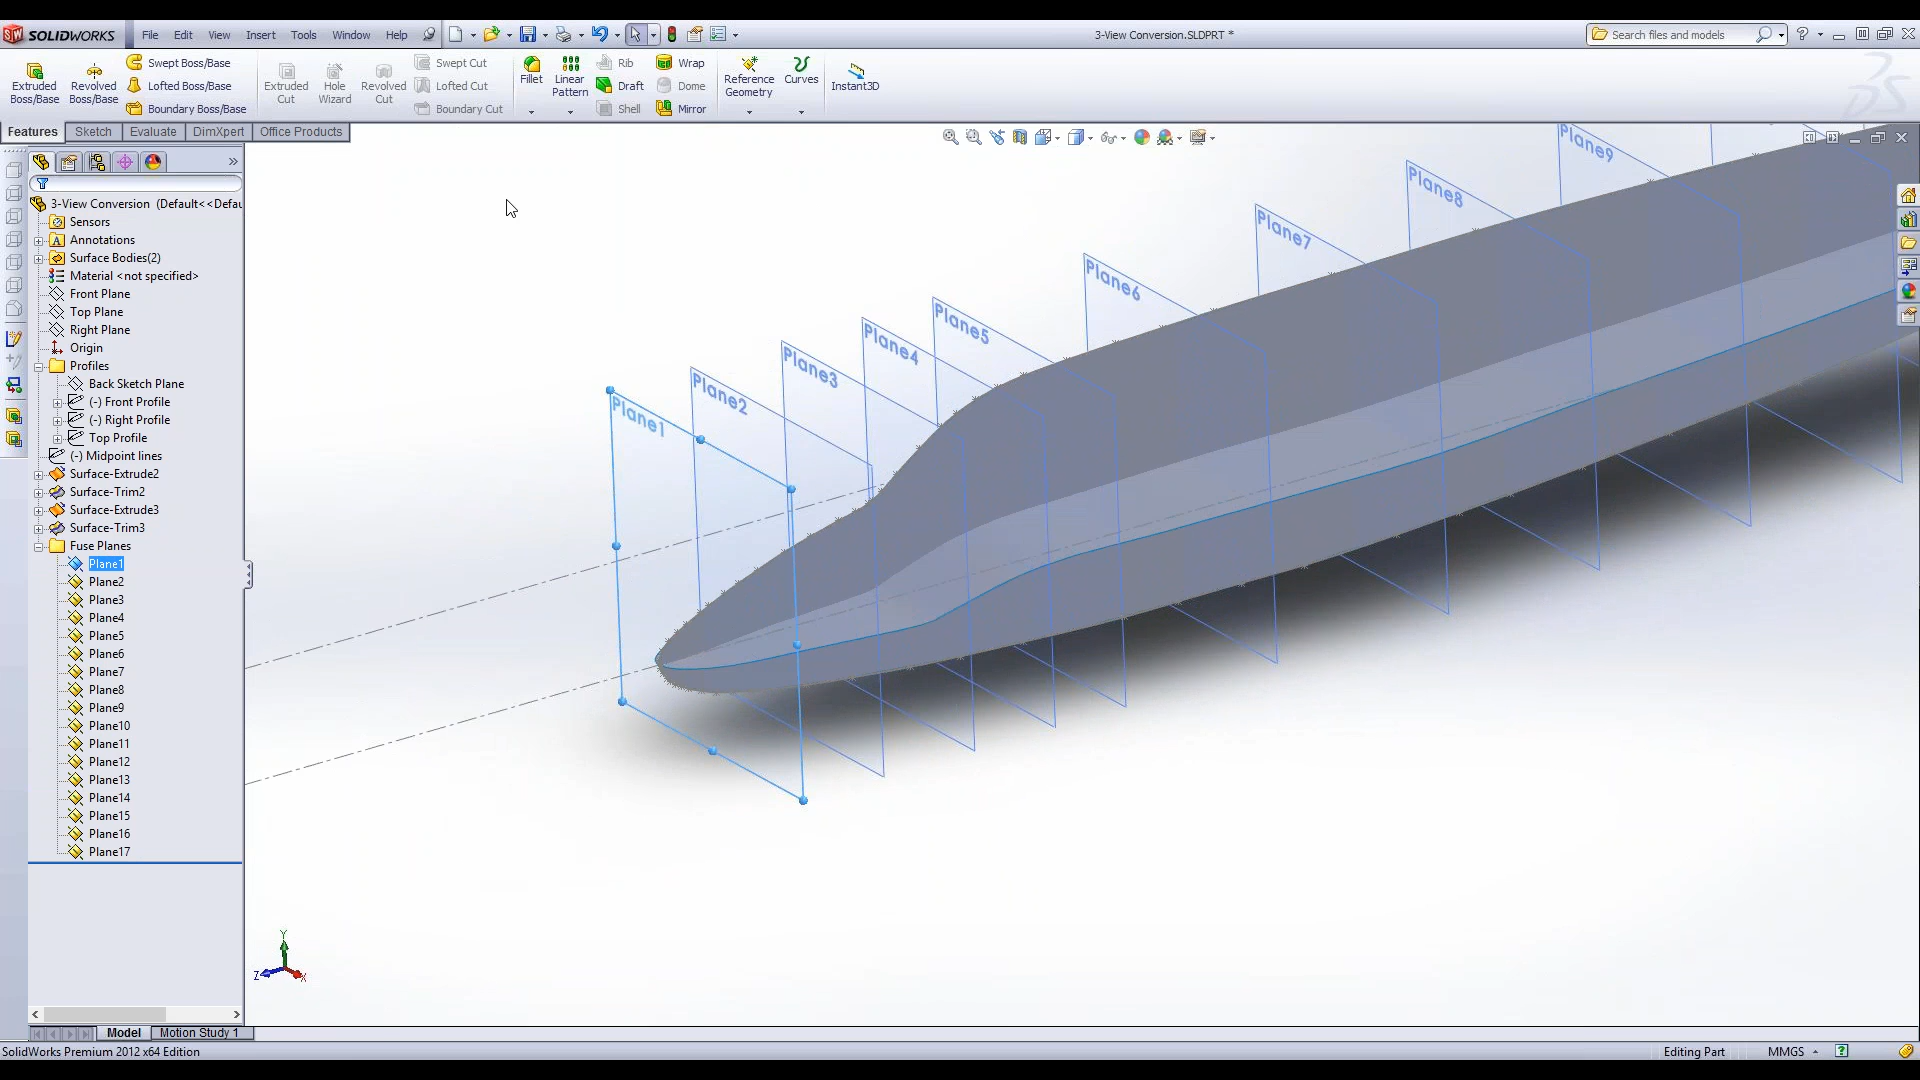 SOLIDWORKS File Edit View Insert Tools Window Help 3-View Conversion.SLDPRT * Search files and models
Extruded Boss/Base
Revolved Boss/Base
Swept Boss/Base
Lofted Boss/Base
Boundary Boss/Base
Extruded Cut
Hole Wizard
Revolved Cut
Swept Cut
Lofted Cut
Boundary Cut
Fillet
Linear Pattern
Rib
Draft
Shell
Wrap
Dome
Mirror
Reference Geometry
Curves
Instant3D
Features Sketch Evaluate DimXpert Office Products
3-View Conversion (Default<<Defau
Sensors
Annotations
Surface Bodies(2)
Material <not specified>
Front Plane
Top Plane
Right Plane
Origin
Profiles
Back Sketch Plane
(-) Front Profile
(-) Right Profile
Top Profile
(-) Midpoint lines
Surface-Extrude2
Surface-Trim2
Surface-Extrude3
Surface-Trim3
Fuse Planes
Plane1
Plane2
Plane3
Plane4
Plane5
Plane6
Plane7
Plane8
Plane9
Plane10
Plane11
Plane12
Plane13
Plane14
Plane15
Plane16
Plane17
Plane1
Plane2
Plane3
Plane4
Plane5
Plane6
Plane7
Plane8
Plane9
Y
Z
X
Model Motion Study 1
SolidWorks Premium 2012 x64 Edition Editing Part MMGS